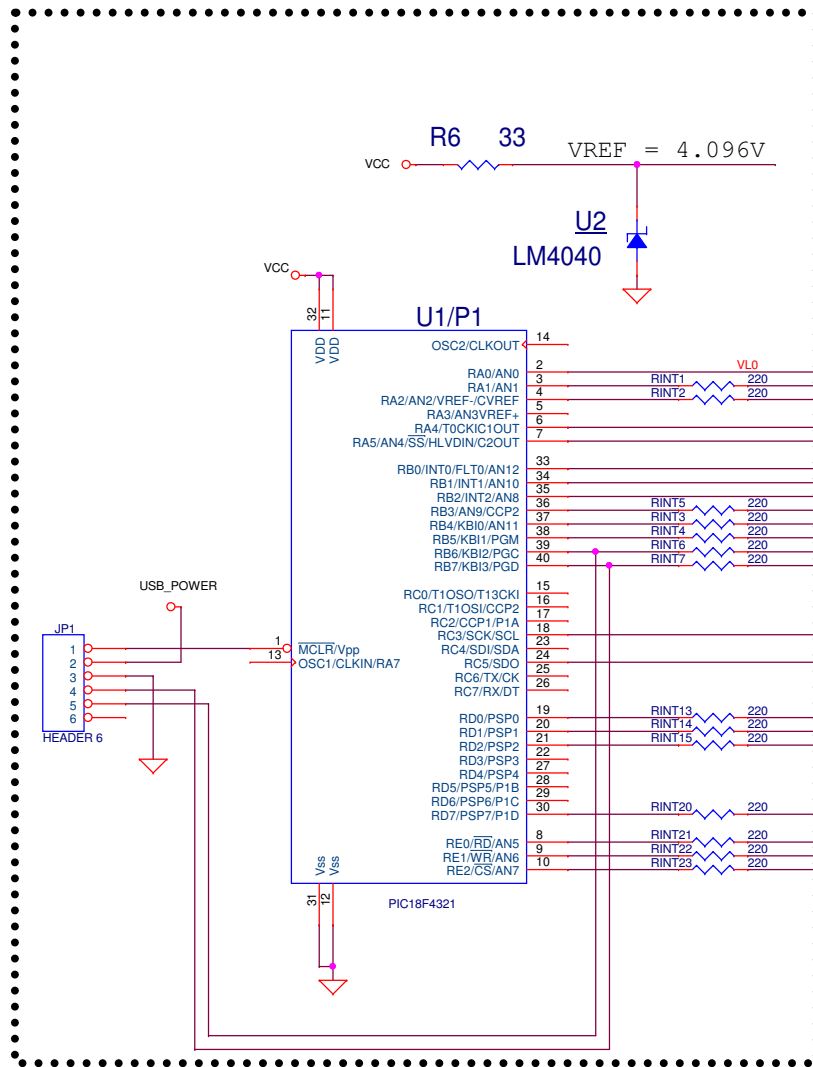 R6 33
VREF = 4.096V
VCC
U2
LM4040
VCC
U1/P1
32 11
VDD VDD
OSC2/CLKOUT 14
RA0/AN0 2 VL0
RA1/AN1 3 RINT1 220
RA2/AN2/VREF-/CVREF 4 RINT2 220
RA3/AN3VREF+ 5
RA4/T0CKIC1OUT 6
RA5/AN4/SS/HLVDIN/C2OUT 7
RB0/INT0/FLT0/AN12 33
RB1/INT1/AN10 34
RB2/INT2/AN8 35
RB3/AN9/CCP2 36 RINT5 220
RB4/KBI0/AN11 37 RINT3 220
RB5/KBI1/PGM 38 RINT4 220
RB6/KBI2/PGC 39 RINT6 220
RB7/KBI3/PGD 40 RINT7 220
USB_POWER
RC0/T1OSO/T13CKI 15
RC1/T1OSI/CCP2 16
RC2/CCP1/P1A 17
RC3/SCK/SCL 18
RC4/SDI/SDA 23
RC5/SDO 24
RC6/TX/CK 25
RC7/RX/DT 26
JP1
1
2
3
4
5
6
HEADER 6
1 MCLR/Vpp
13 OSC1/CLKIN/RA7
RD0/PSP0 19 RINT13 220
RD1/PSP1 20 RINT14 220
RD2/PSP2 21 RINT15 220
RD3/PSP3 22
RD4/PSP4 27
RD5/PSP5/P1B 28
RD6/PSP6/P1C 29
RD7/PSP7/P1D 30 RINT20 220
RE0/RD/AN5 8 RINT21 220
RE1/WR/AN6 9 RINT22 220
RE2/CS/AN7 10 RINT23 220
Vss Vss
31 12
PIC18F4321